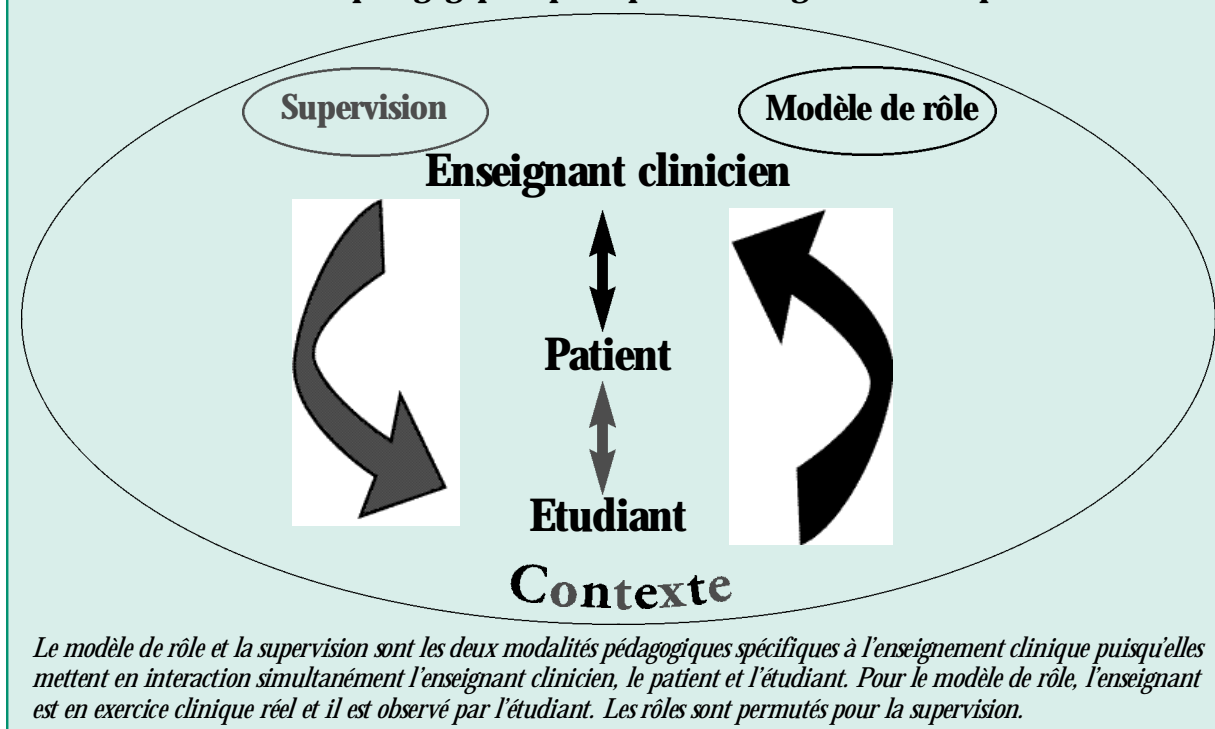 Supervision
Modèle de rôle
Enseignant clinicien
Patient
Etudiant
Contexte
Le modèle de rôle et la supervision sont les deux modalités pédagogiques spécifiques à l'enseignement clinique puisqu'elles
mettent en interaction simultanément l'enseignant clinicien, le patient et l'étudiant. Pour le modèle de rôle, l'enseignant
est en exercice clinique réel et il est observé par l'étudiant. Les rôles sont permutés pour la supervision.